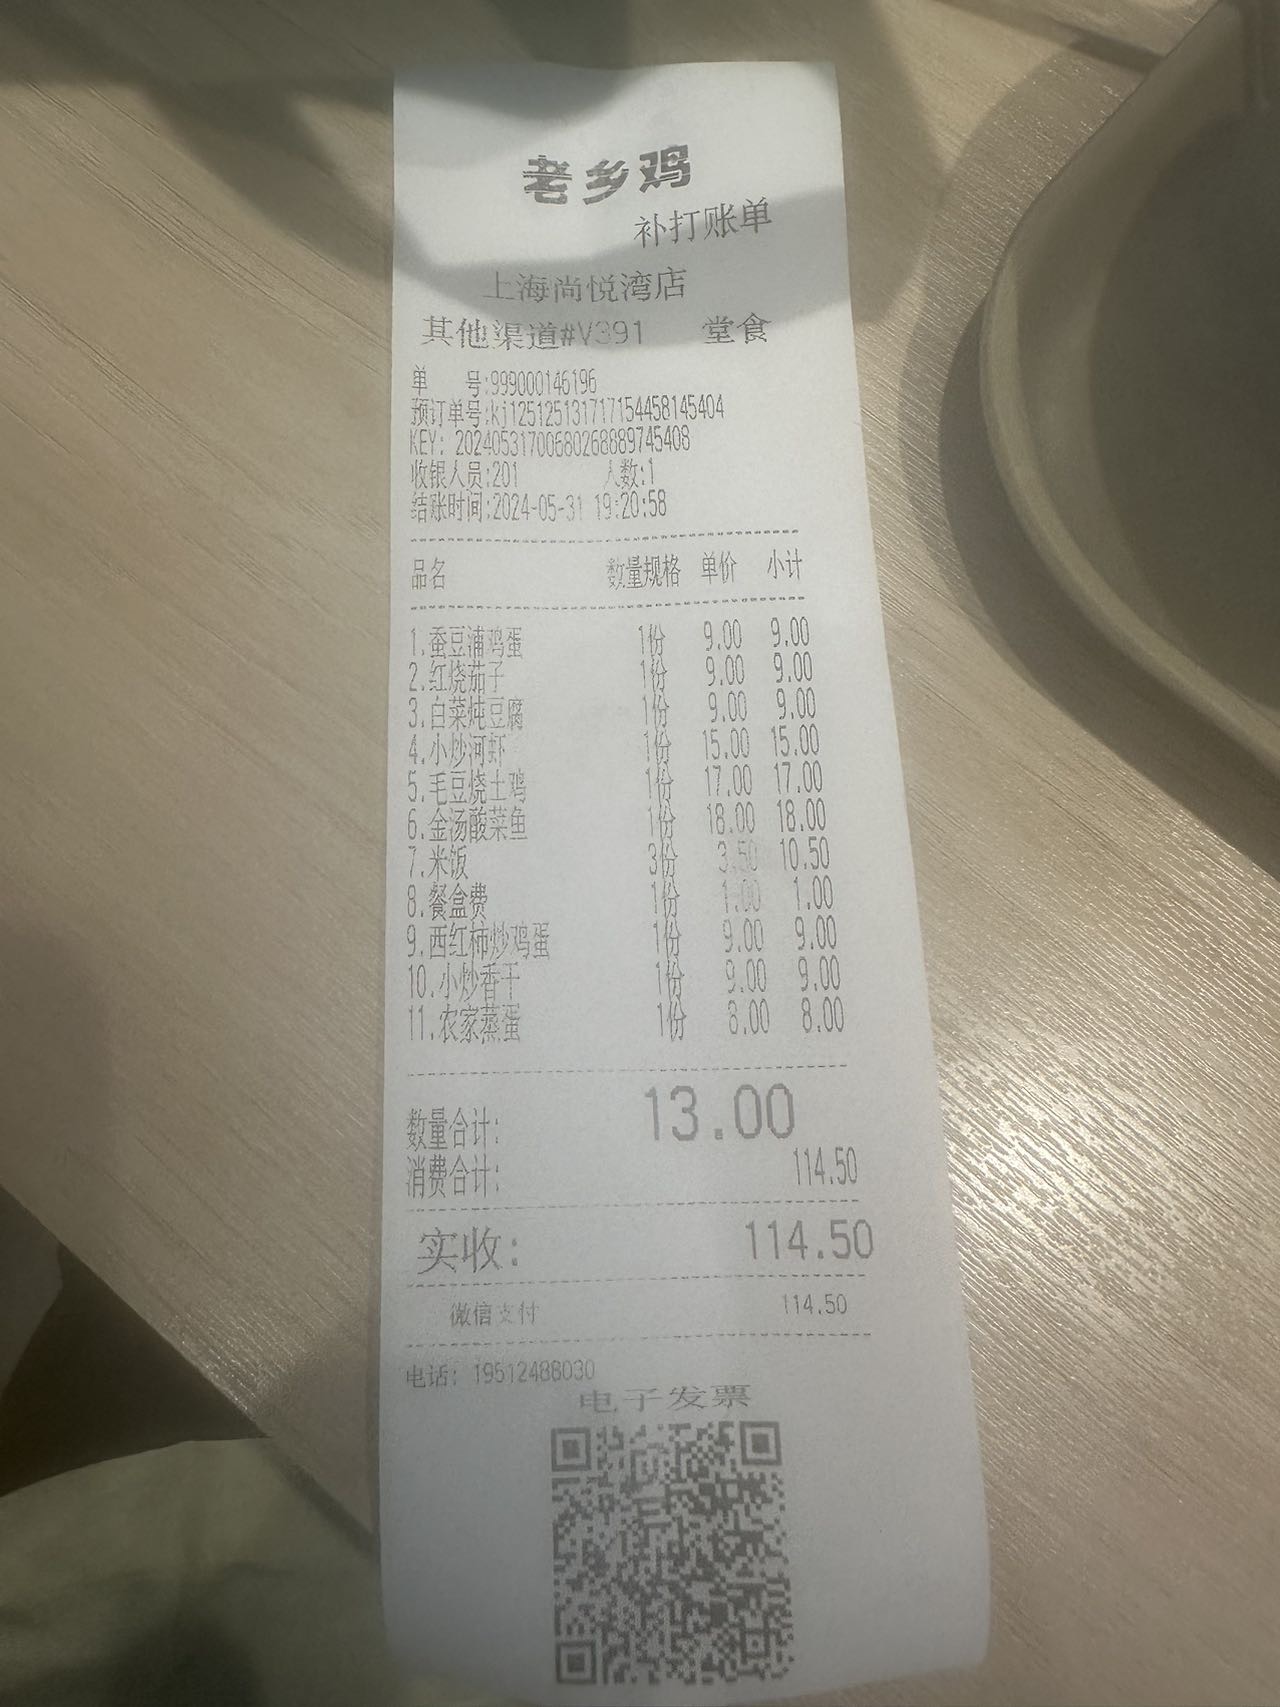 老乡鸡
补打账单
上海尚悦湾店
其他渠道#V391 堂食
单 号:999000146196
预订单号:kj125125131717154458145404
KEY: 20240531700680268889745408
收银人员:201 人数:1
结账时间:2024-05-31 19:20:58
品名 数量规格 单价 小计
1.蚕豆浦鸡蛋 1份 9.00 9.00
2.红烧茄子 1份 9.00 9.00
3.白菜炖豆腐 1份 9.00 9.00
4.小炒河虾 1份 15.00 15.00
5.毛豆烧土鸡 1份 17.00 17.00
6.金汤酸菜鱼 1份 18.00 18.00
7.米饭 3份 3.50 10.50
8.餐盒费 1份 1.00 1.00
9.西红柿炒鸡蛋 1份 9.00 9.00
10.小炒香干 1份 9.00 9.00
11.农家蒸蛋 1份 8.00 8.00
数量合计: 13.00
消费合计: 114.50
实收: 114.50
微信支付 114.50
电话: 19512488030
电子发票